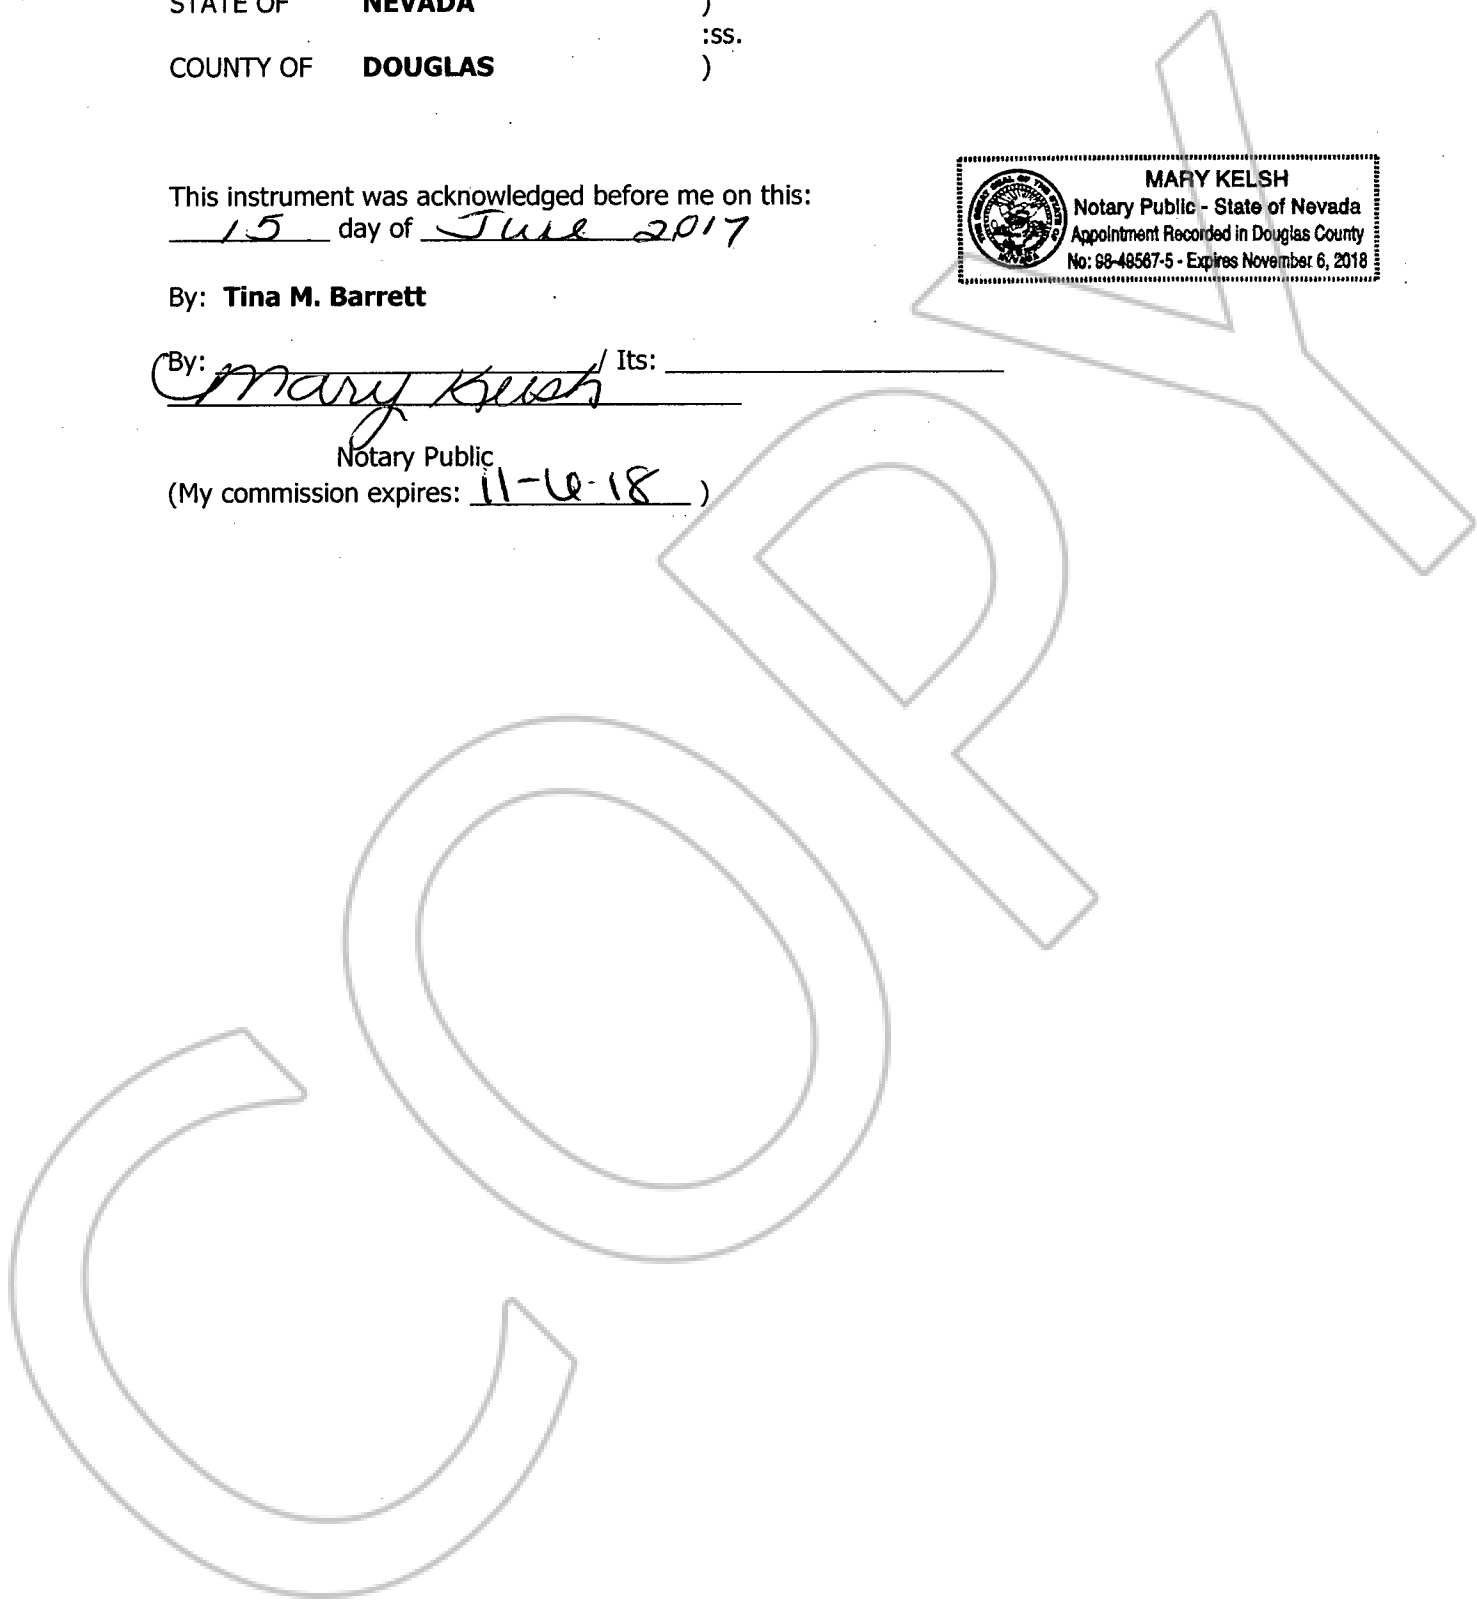 STATE OF NEVADA )
:ss.
COUNTY OF DOUGLAS )
MARY KELSH
Notary Public - State of Nevada
Appointment Recorded in Douglas County
No: 98-49567-5 - Expires November 6, 2018
This instrument was acknowledged before me on this:
15 day of June 2017
By: Tina M. Barrett
By: / Its:
Mary Kelsh
Notary Public
(My commission expires: 11-6-18 )
COPY